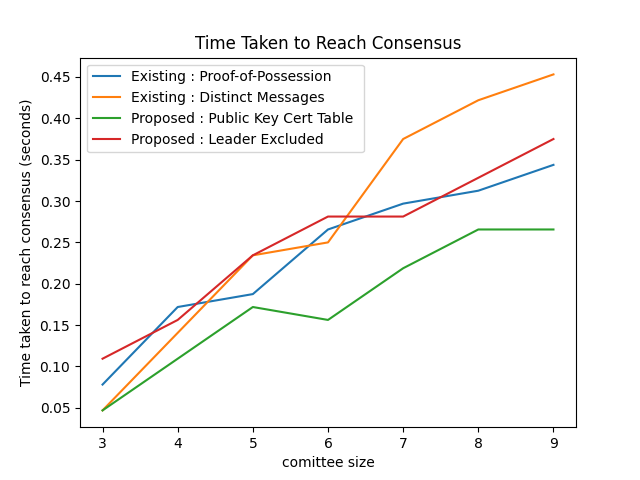 Time Taken to Reach Consensus
Existing : Proof-of-Possession
Existing : Distinct Messages
Proposed : Public Key Cert Table
Proposed : Leader Excluded
Time taken to reach consensus (seconds)
0.45
0.40
0.35
0.30
0.25
0.20
0.15
0.10
0.05
3 4 5 6 7 8 9
comittee size